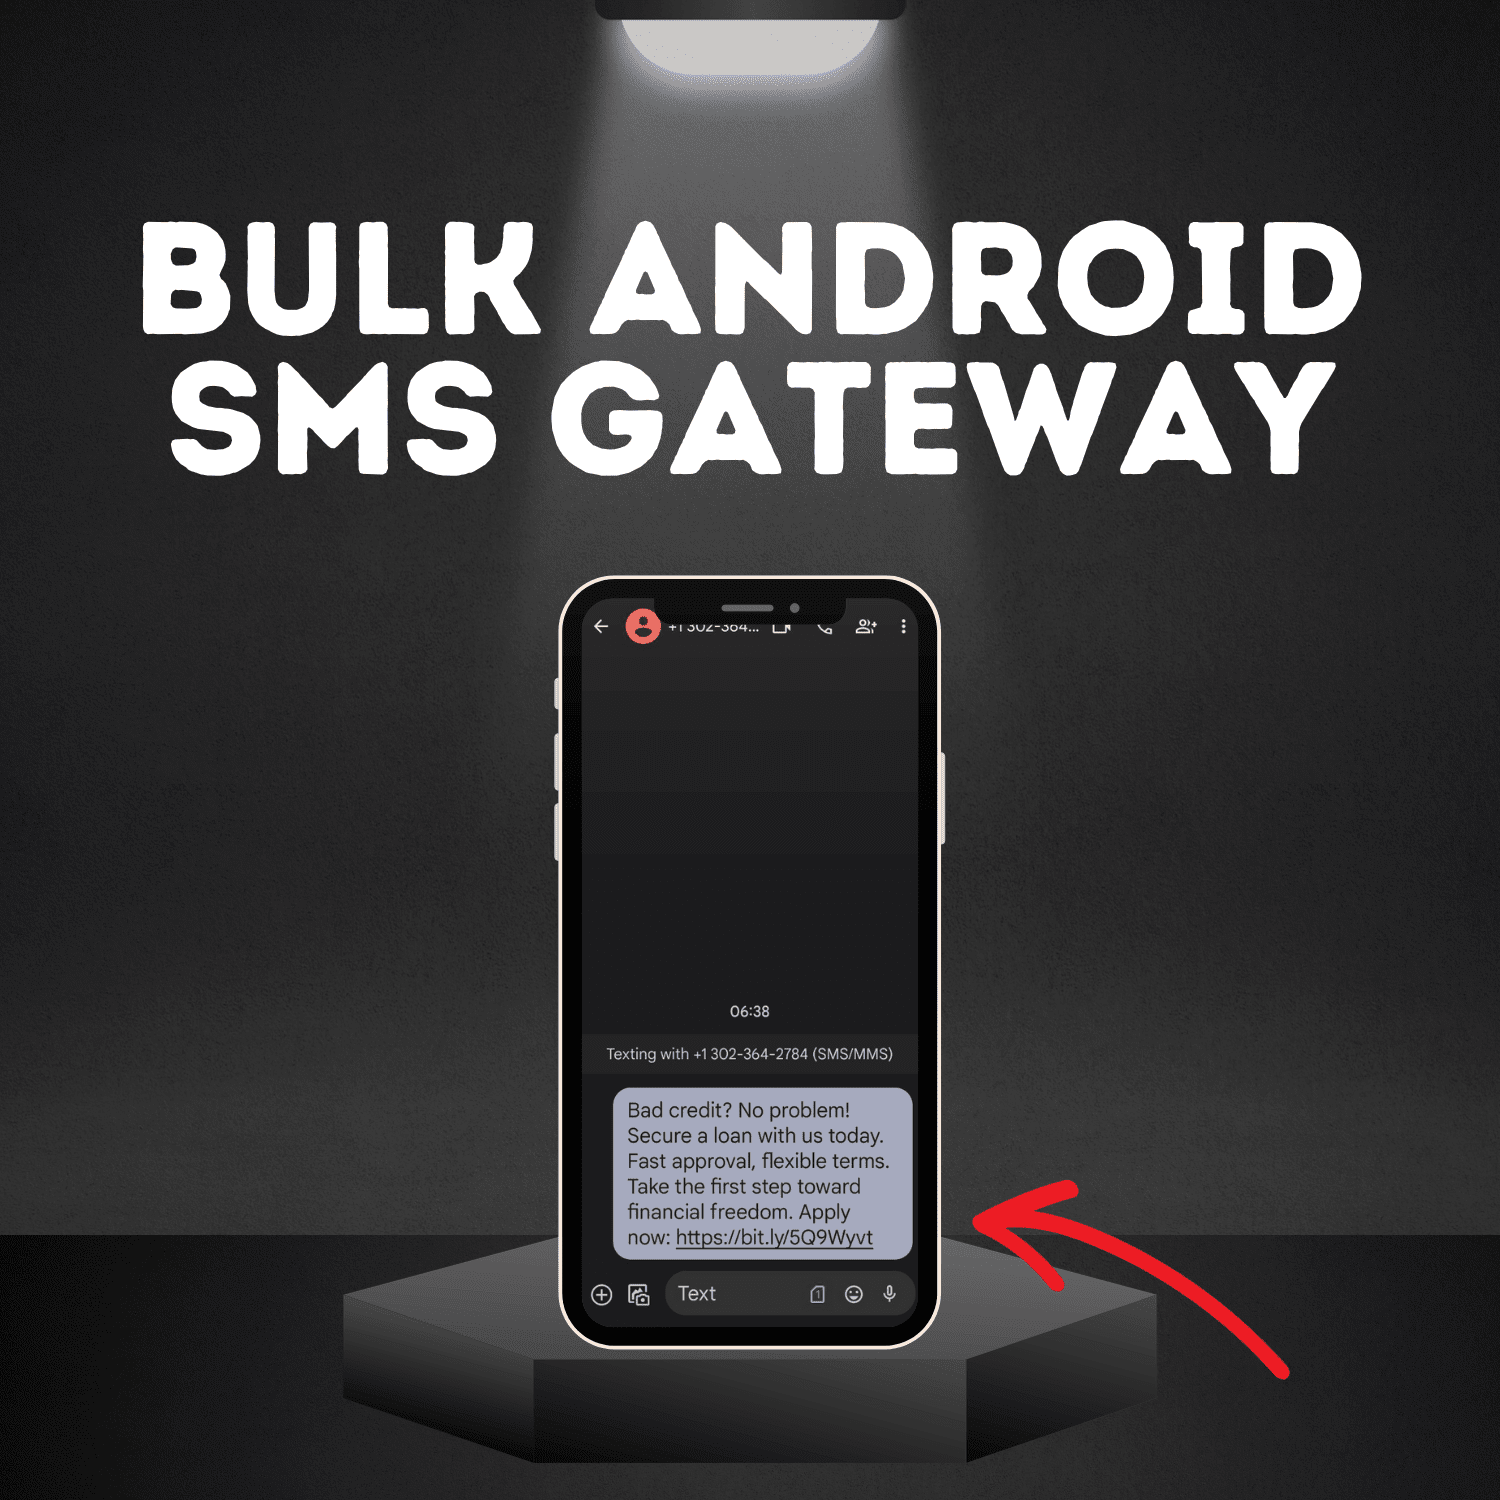 BULK ANDROID
SMS GATEWAY
+1 302-364...
06:38
Texting with +1 302-364-2784 (SMS/MMS)
Bad credit? No problem!
Secure a loan with us today.
Fast approval, flexible terms.
Take the first step toward
financial freedom. Apply
now: https://bit.ly/5Q9Wyvt
Text
1